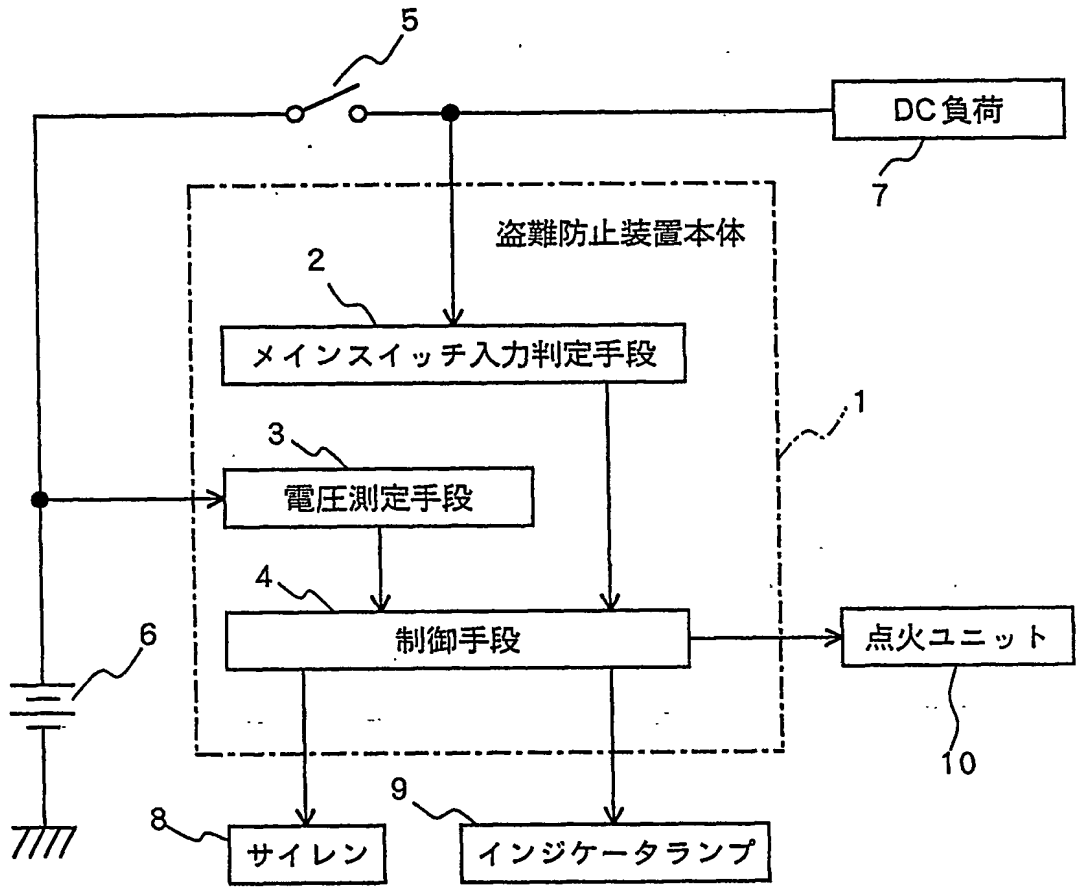 5
DC負荷
7
盗難防止装置本体
2
メインスイッチ入力判定手段
1
3
電圧測定手段
4
制御手段
点火ユニット
6
10
8
サイレン
9
インジケータランプ